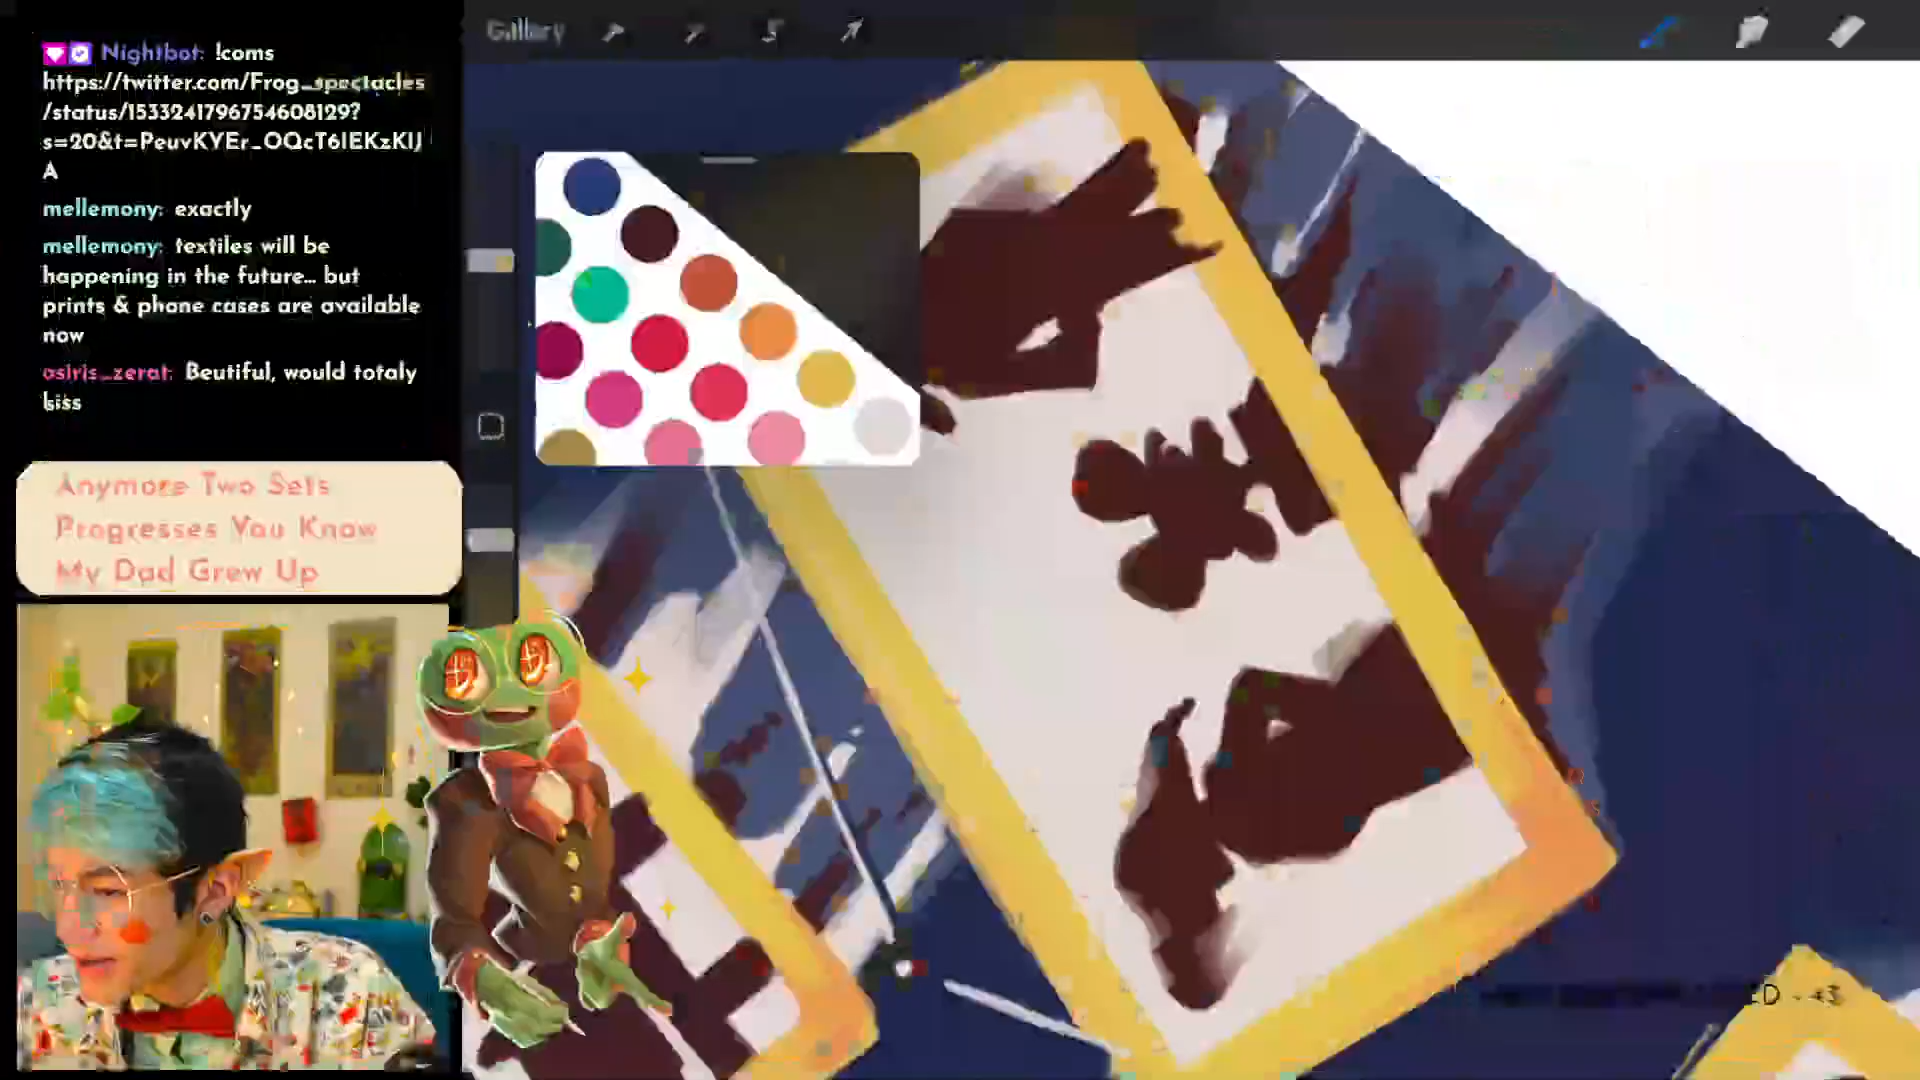 Gallery
Nightbot: !coms
https://twitter.com/Frog_spectacles
/status/1533241796754608129?
s=20&t=PeuvKYEr_OQcT6IEKzKIJ
A
mellemony: exactly
mellemony: textiles will be
happening in the future... but
prints & phone cases are available
now
osiris_zerat: Beutiful, would totaly
kiss
Anymore Two Sets
Progresses You Know
My Dad Grew Up